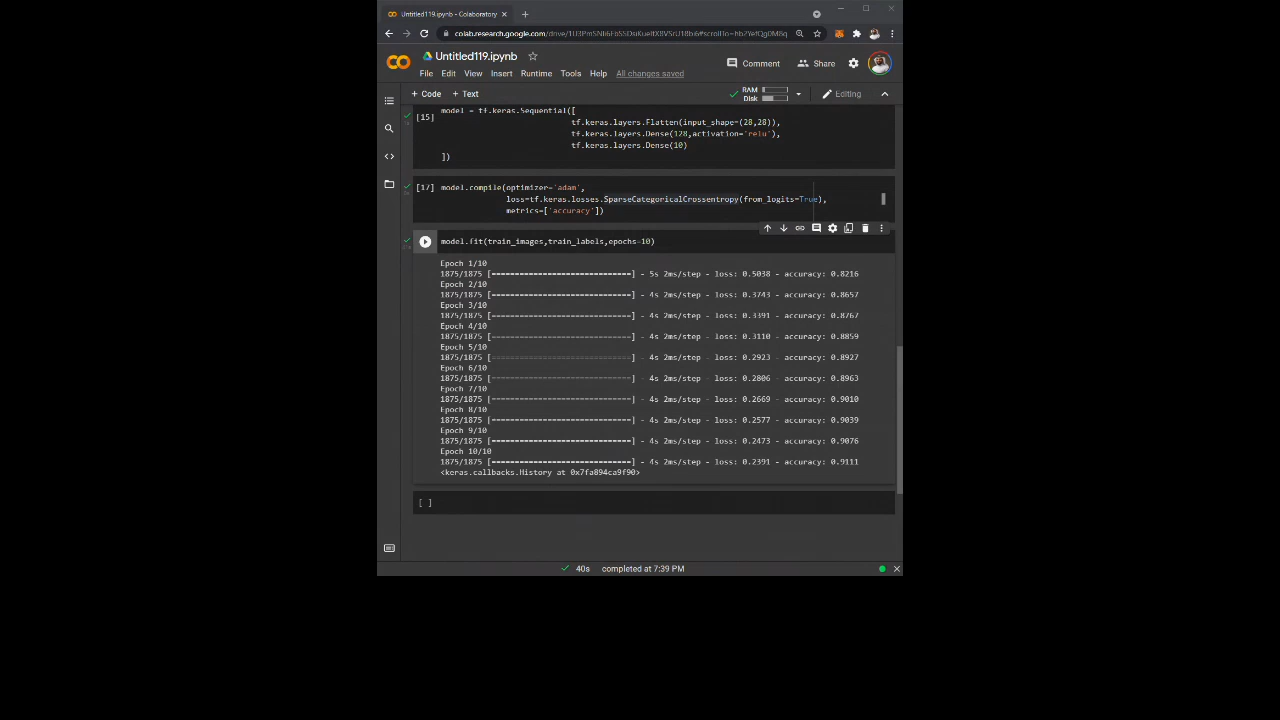 Untitled119.ipynb - Colaboratory
Untitled119.ipynb
File Edit View Insert Runtime Tools Help All changes saved
Comment Share
+ Code + Text
RAM
Disk
Editing
[15]
model = tf.keras.Sequential([
tf.keras.layers.Flatten(input_shape=(28,28)),
tf.keras.layers.Dense(128,activation='relu'),
tf.keras.layers.Dense(10)
])
[17] model.compile(optimizer='adam',
loss=tf.keras.losses.SparseCategoricalCrossentropy(from_logits=True),
metrics=['accuracy'])
model.fit(train_images,train_labels,epochs=10)
Epoch 1/10
1875/1875 [==============================] - 5s 2ms/step - loss: 0.5038 - accuracy: 0.8216
Epoch 2/10
1875/1875 [==============================] - 4s 2ms/step - loss: 0.3743 - accuracy: 0.8657
Epoch 3/10
1875/1875 [==============================] - 4s 2ms/step - loss: 0.3391 - accuracy: 0.8767
Epoch 4/10
1875/1875 [==============================] - 4s 2ms/step - loss: 0.3110 - accuracy: 0.8859
Epoch 5/10
1875/1875 [==============================] - 4s 2ms/step - loss: 0.2923 - accuracy: 0.8927
Epoch 6/10
1875/1875 [==============================] - 4s 2ms/step - loss: 0.2806 - accuracy: 0.8963
Epoch 7/10
1875/1875 [==============================] - 4s 2ms/step - loss: 0.2669 - accuracy: 0.9010
Epoch 8/10
1875/1875 [==============================] - 4s 2ms/step - loss: 0.2577 - accuracy: 0.9039
Epoch 9/10
1875/1875 [==============================] - 4s 2ms/step - loss: 0.2473 - accuracy: 0.9076
Epoch 10/10
1875/1875 [==============================] - 4s 2ms/step - loss: 0.2391 - accuracy: 0.9111
<keras.callbacks.History at 0x7fa894ca9f90>
[ ]
40s completed at 7:39 PM